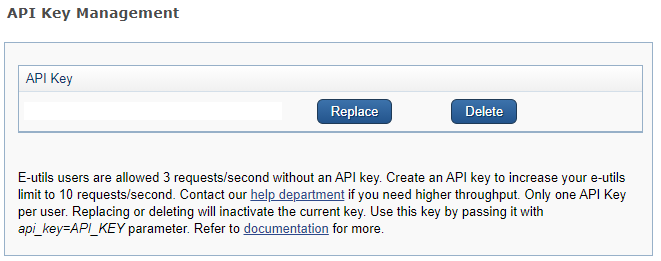 API Key Management
API Key
Replace
Delete
E-utils users are allowed 3 requests/second without an API key. Create an API key to increase your e-utils
limit to 10 requests/second. Contact our help department if you need higher throughput. Only one API Key
per user. Replacing or deleting will inactivate the current key. Use this key by passing it with
api_key=API_KEY parameter. Refer to documentation for more.